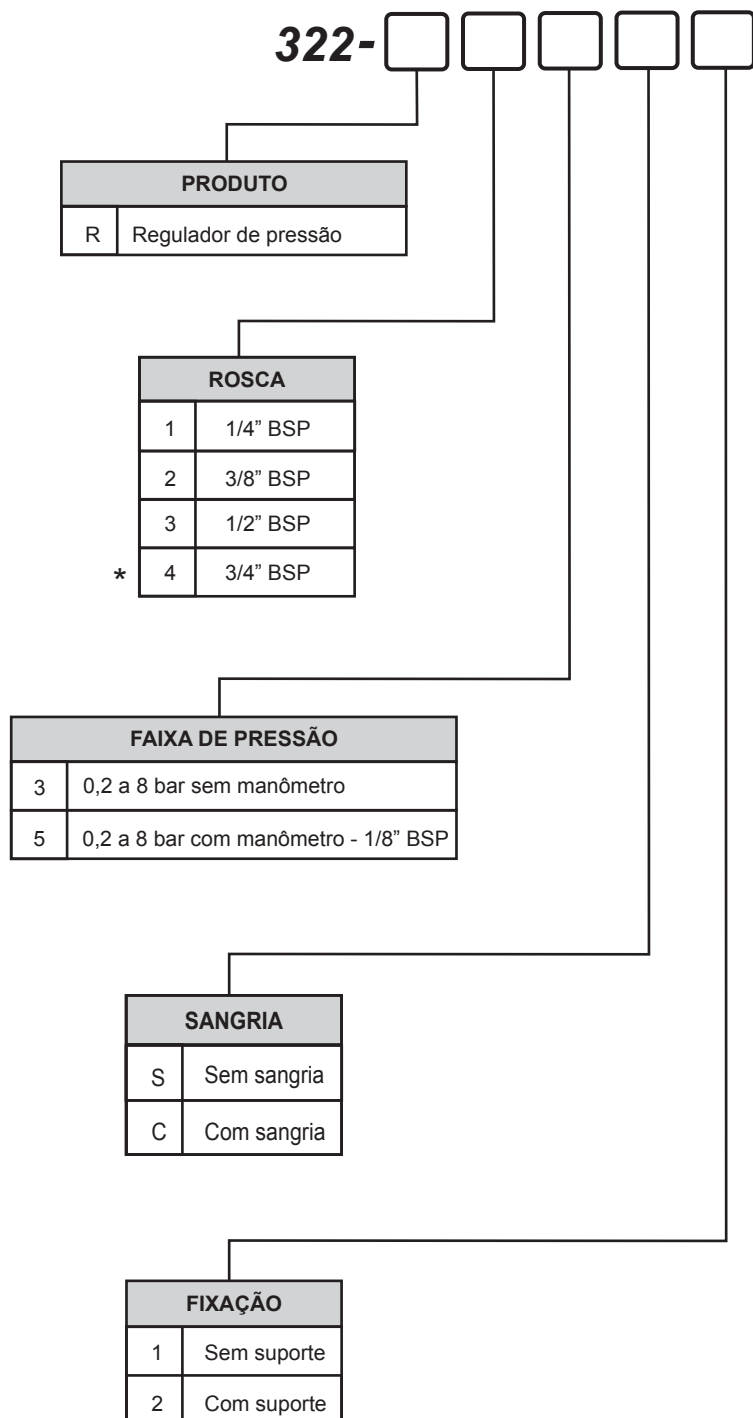 322-
PRODUTO
R Regulador de pressão
ROSCA
1 1/4” BSP
2 3/8” BSP
3 1/2” BSP
* 4 3/4” BSP
FAIXA DE PRESSÃO
3 0,2 a 8 bar sem manômetro
5 0,2 a 8 bar com manômetro - 1/8” BSP
SANGRIA
S Sem sangria
C Com sangria
FIXAÇÃO
1 Sem suporte
2 Com suporte